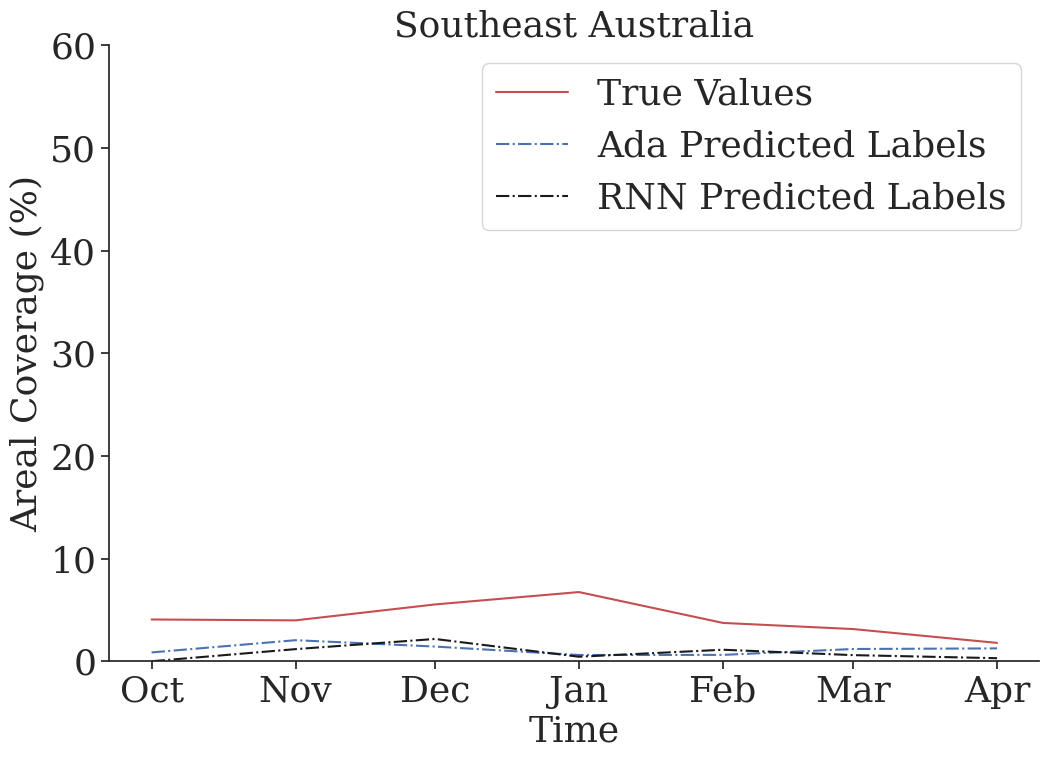 Southeast Australia
60
50
40
30
20
10
0
Areal Coverage (%)
True Values
Ada Predicted Labels
RNN Predicted Labels
Oct Nov Dec Jan Feb Mar Apr
Time